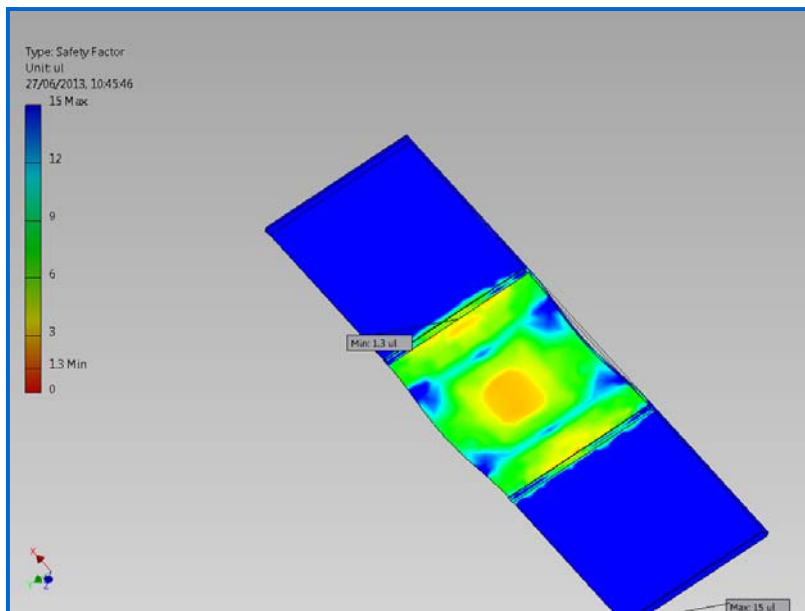 Type: Safety Factor
Unit: ul
27/06/2013, 10:45:46
15 Max
12
9
6
3
1.3 Min
0
Min: 1.3 ul
X
Y
Z
Max: 15 ul